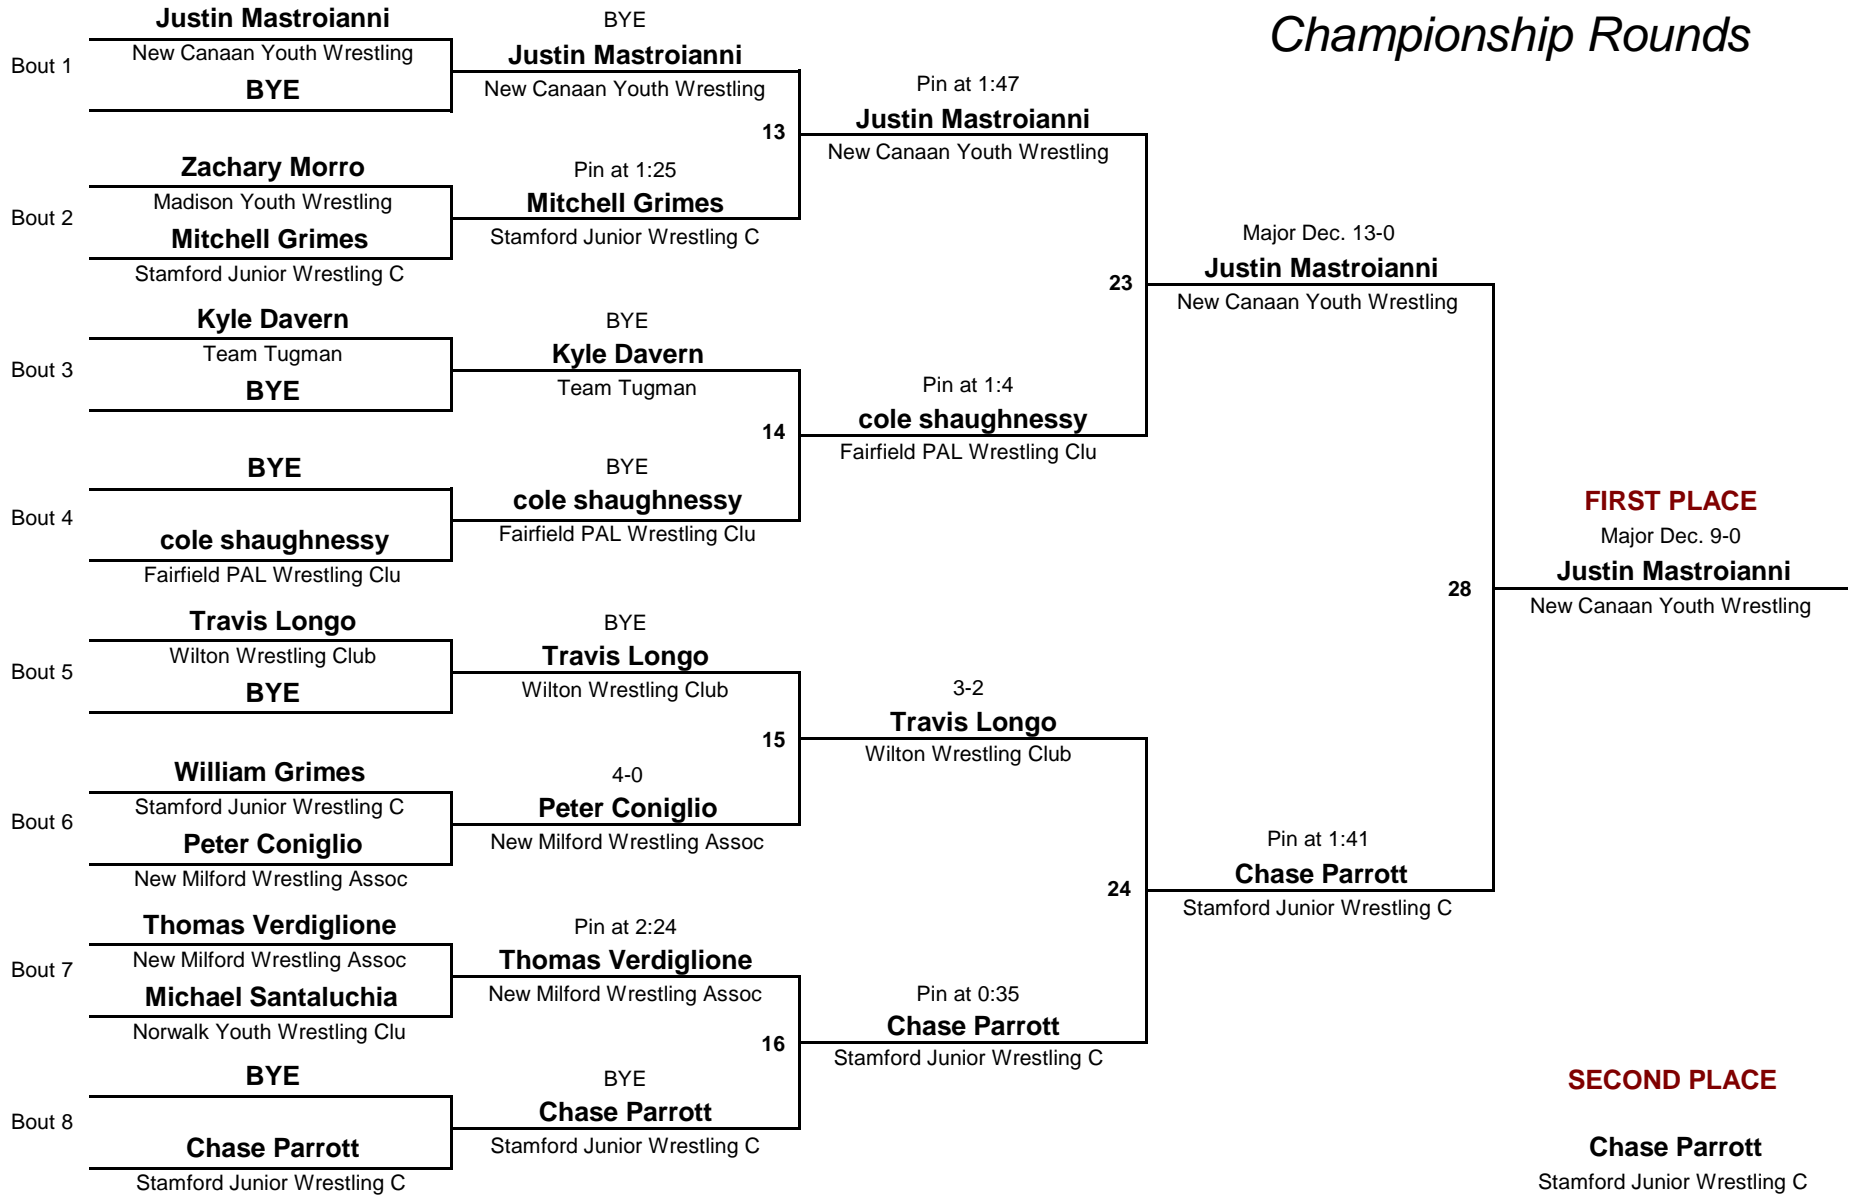 Championship Rounds
Bout 1
Justin Mastroianni
New Canaan Youth Wrestling
BYE
Bout 2
Zachary Morro
Madison Youth Wrestling
Mitchell Grimes
Stamford Junior Wrestling C
Bout 3
Kyle Davern
Team Tugman
BYE
Bout 4
BYE
cole shaughnessy
Fairfield PAL Wrestling Clu
Bout 5
Travis Longo
Wilton Wrestling Club
BYE
Bout 6
William Grimes
Stamford Junior Wrestling C
Peter Coniglio
New Milford Wrestling Assoc
Bout 7
Thomas Verdiglione
New Milford Wrestling Assoc
Michael Santaluchia
Norwalk Youth Wrestling Clu
Bout 8
BYE
Chase Parrott
Stamford Junior Wrestling C
BYE
Justin Mastroianni
New Canaan Youth Wrestling
13
Pin at 1:25
Mitchell Grimes
Stamford Junior Wrestling C
BYE
Kyle Davern
Team Tugman
14
BYE
cole shaughnessy
Fairfield PAL Wrestling Clu
BYE
Travis Longo
Wilton Wrestling Club
15
4-0
Peter Coniglio
New Milford Wrestling Assoc
Pin at 2:24
Thomas Verdiglione
New Milford Wrestling Assoc
16
BYE
Chase Parrott
Stamford Junior Wrestling C
Pin at 1:47
Justin Mastroianni
New Canaan Youth Wrestling
23
Pin at 1:4
cole shaughnessy
Fairfield PAL Wrestling Clu
3-2
Travis Longo
Wilton Wrestling Club
24
Pin at 0:35
Chase Parrott
Stamford Junior Wrestling C
Major Dec. 13-0
Justin Mastroianni
New Canaan Youth Wrestling
28
Pin at 1:41
Chase Parrott
Stamford Junior Wrestling C
FIRST PLACE
Major Dec. 9-0
Justin Mastroianni
New Canaan Youth Wrestling
SECOND PLACE
Chase Parrott
Stamford Junior Wrestling C